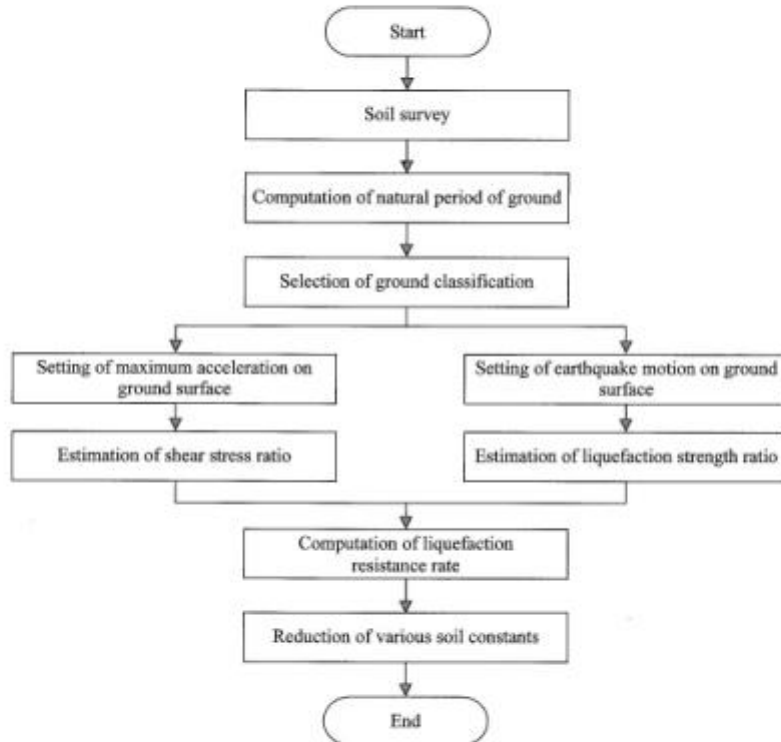 Start
Soil survey
Computation of natural period of ground
Selection of ground classification
Setting of maximum acceleration on
ground surface
Setting of earthquake motion on ground
surface
Estimation of shear stress ratio
Estimation of liquefaction strength ratio
Computation of liquefaction
resistance rate
Reduction of various soil constants
End